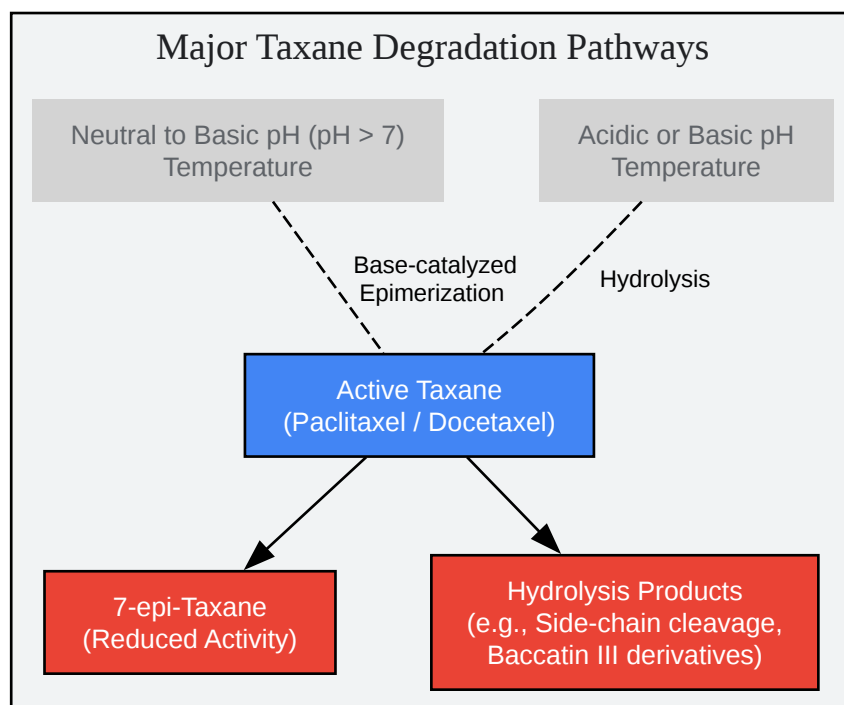 Major Taxane Degradation Pathways
Neutral to Basic pH (pH > 7)
Temperature
Acidic or Basic pH
Temperature
Base-catalyzed
Epimerization
Hydrolysis
Active Taxane
(Paclitaxel / Docetaxel)
7-epi-Taxane
(Reduced Activity)
Hydrolysis Products
(e.g., Side-chain cleavage,
Baccatin III derivatives)